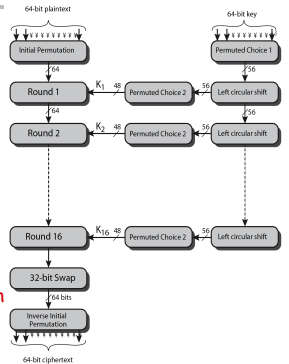 64-bit plaintext 64-bit key
Initial Permutation Permuted Choice 1
64 56
Round 1 K1 48 Permuted Choice 2 56 Left circular shift
64 56
Round 2 K2 48 Permuted Choice 2 56 Left circular shift
Round 16 K16 48 Permuted Choice 2 56 Left circular shift
32-bit Swap
64 bits
Inverse Initial
Permutation
64-bit ciphertext